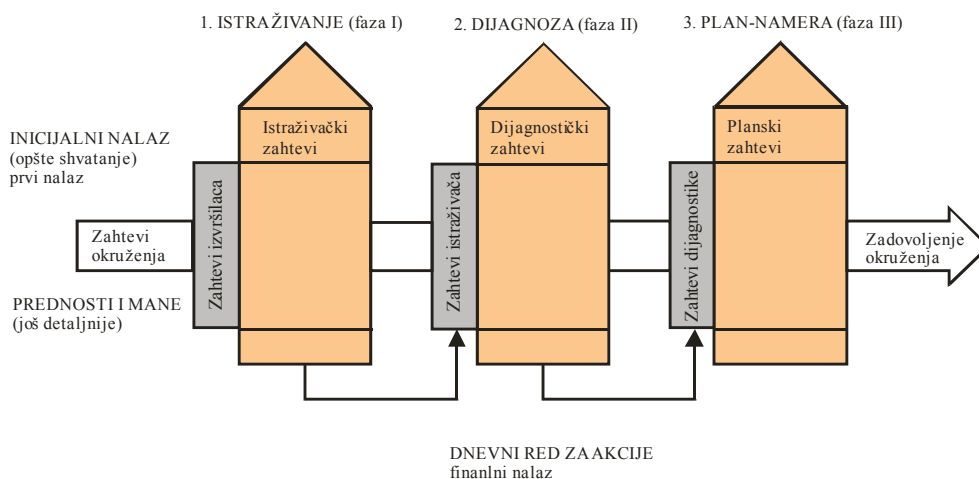 1. ISTRAŽIVANJE (faza I)
2. DIJAGNOZA (faza II)
3. PLAN-NAMERA (faza III)
INICIJALNI NALAZ
(opšte shvatanje)
prvi nalaz
Istraživački
zahtevi
Dijagnostički
zahtevi
Planski
zahtevi
Zahtevi
okruženja
Zahtevi izvršilaca
Zahtevi istraživača
Zahtevi dijagnostike
Zadovoljenje
okruženja
PREDNOSTI I MANE
(još detaljnije)
DNEVNI RED ZA AKCIJE
finanlni nalaz